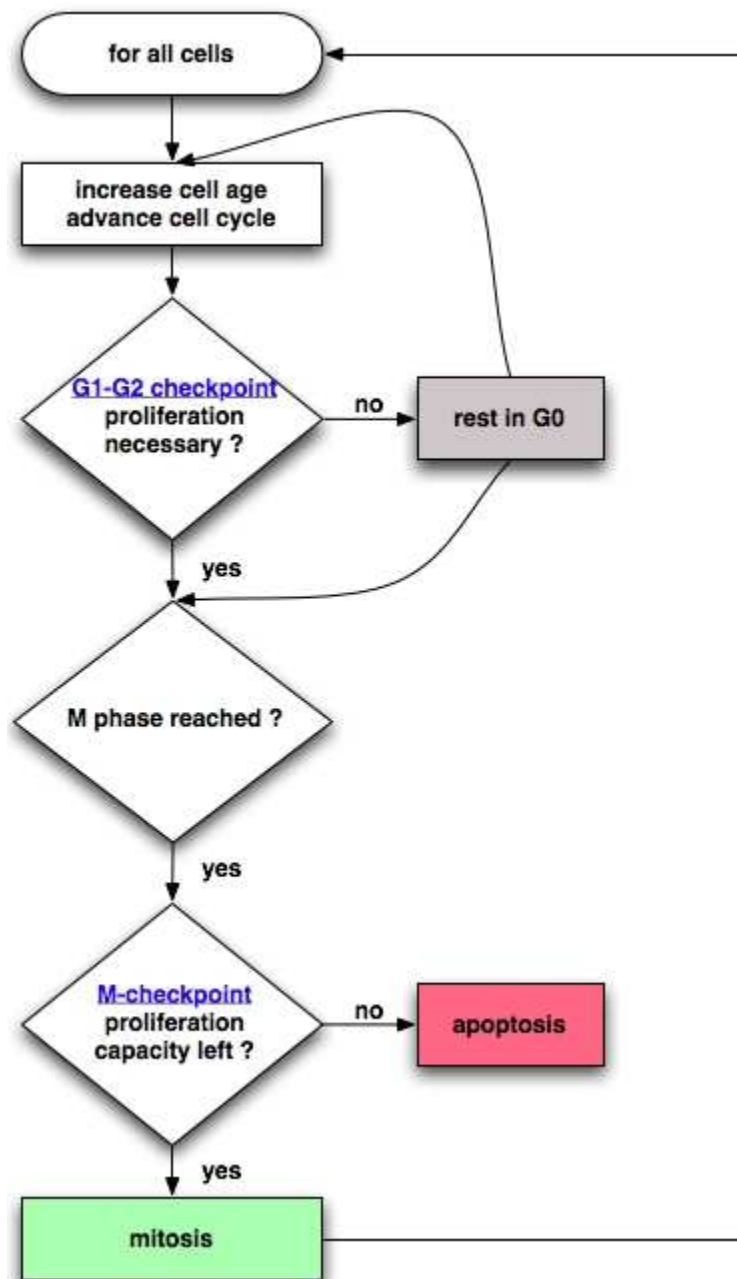 for all cells
increase cell age
advance cell cycle
G1-G2 checkpoint
proliferation
necessary ?
no
rest in G0
yes
M phase reached ?
yes
M-checkpoint
proliferation
capacity left ?
no
apoptosis
yes
mitosis